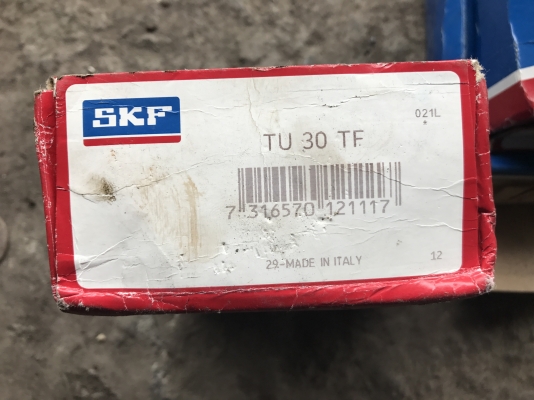 SKF
021L
TU 30 TF
7 316570 121117
29-MADE IN ITALY
12